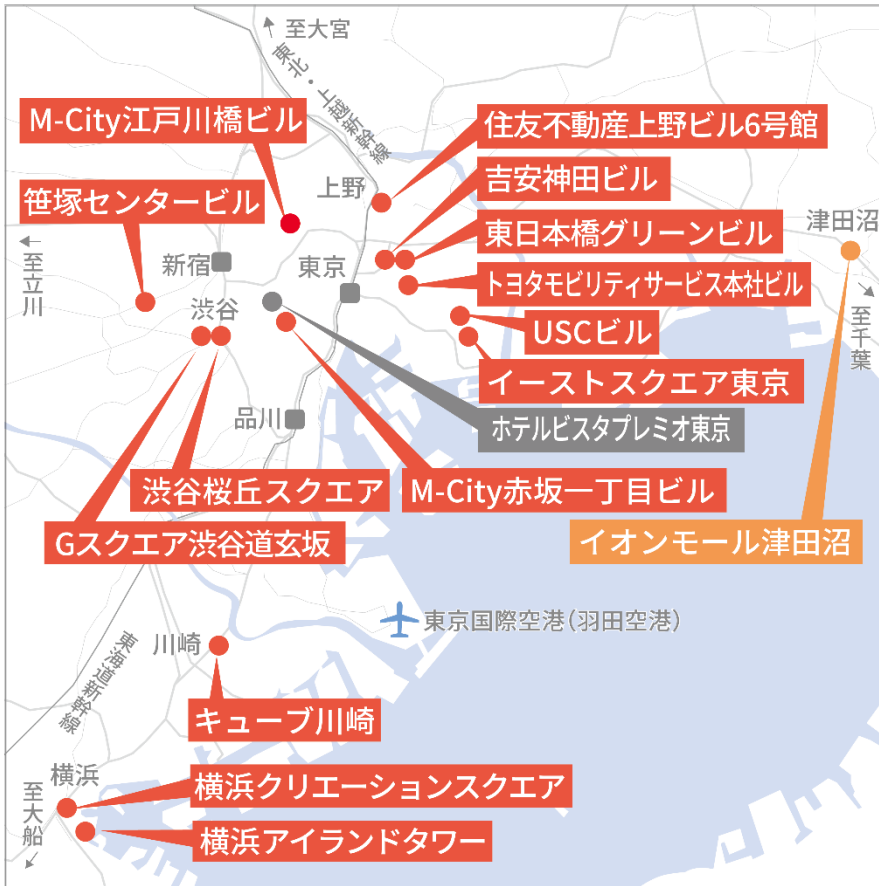 至大宮
東北・上越新幹線
M-City江戸川橋ビル
住友不動産上野ビル6号館
吉安神田ビル
上野
笹塚センタービル
東日本橋グリーンビル
津田沼
至立川
新宿
東京
トヨタモビリティサービス本社ビル
渋谷
USCビル
至千葉
イーストスクエア東京
品川
ホテルビスタプレミオ東京
渋谷桜丘スクエア
M-City赤坂一丁目ビル
Gスクエア渋谷道玄坂
イオンモール津田沼
東京国際空港(羽田空港)
川崎
東海道新幹線
キューブ川崎
横浜
横浜クリエーションスクエア
至大船
横浜アイランドタワー